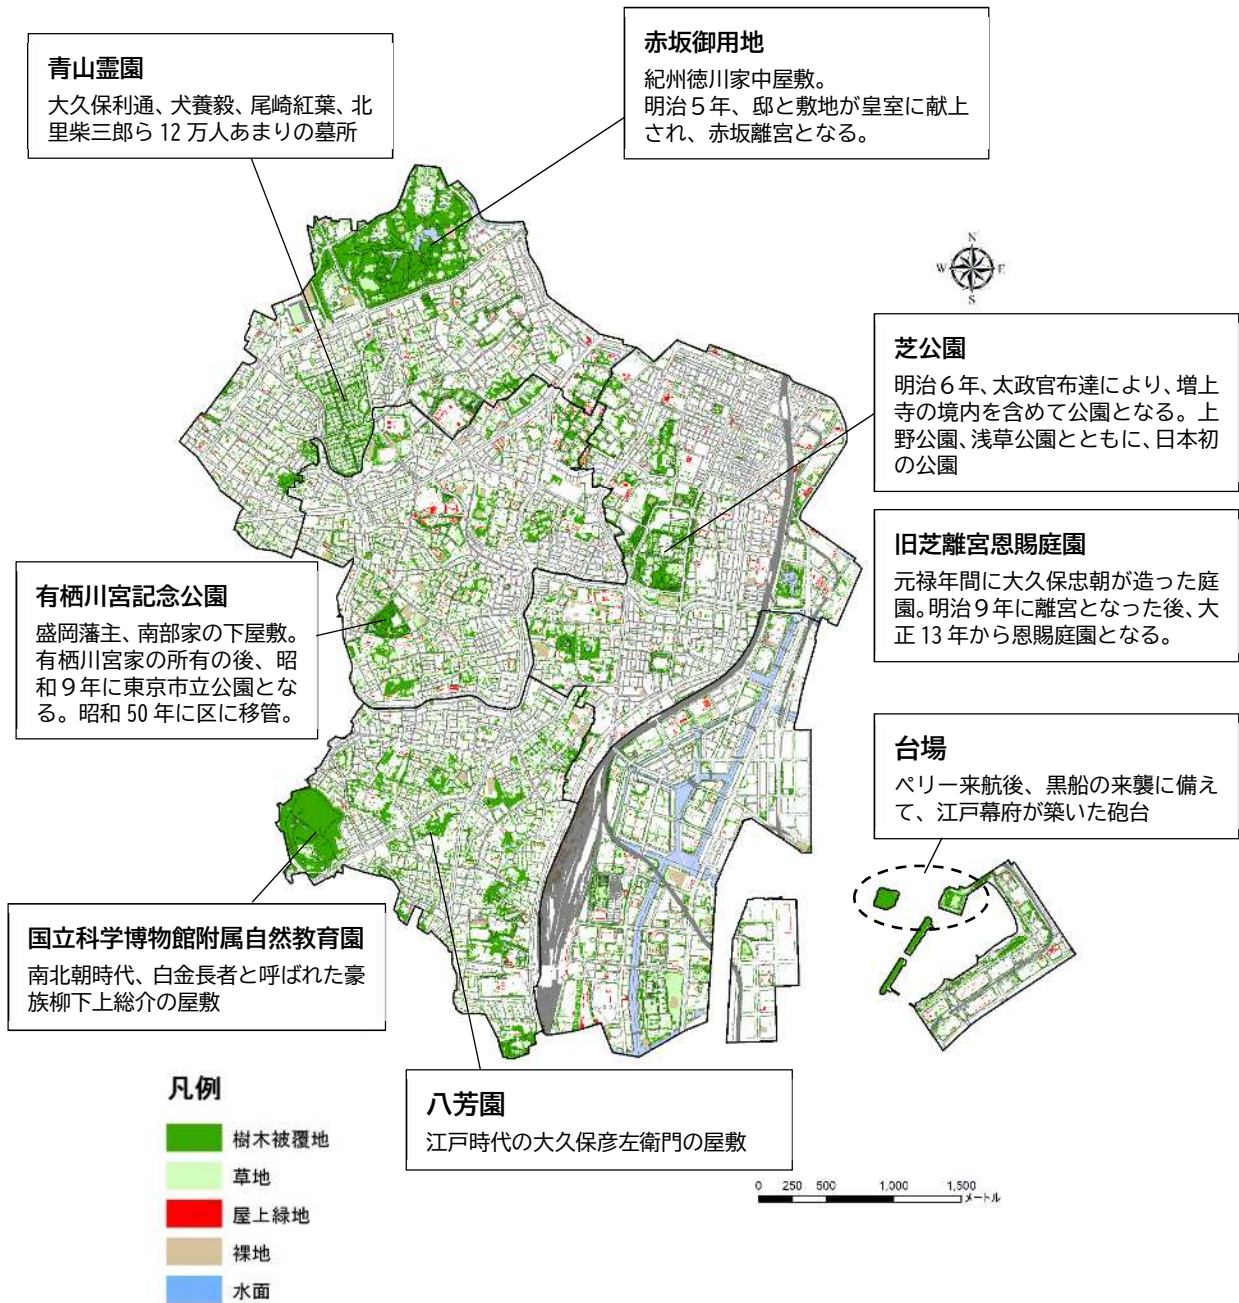 青山霊園
大久保利通、犬養毅、尾崎紅葉、北
里柴三郎ら 12 万人あまりの墓所
赤坂御用地
紀州徳川家中屋敷。
明治５年、邸と敷地が皇室に献上
され、赤坂離宮となる。
N
W
E
S
芝公園
明治６年、太政官布達により、増上
寺の境内を含めて公園となる。上
野公園、浅草公園とともに、日本初
の公園
旧芝離宮恩賜庭園
元禄年間に大久保忠朝が造った庭
園。明治９年に離宮となった後、大
正 13 年から恩賜庭園となる。
有栖川宮記念公園
盛岡藩主、南部家の下屋敷。
有栖川宮家の所有の後、昭
和９年に東京市立公園とな
る。昭和 50 年に区に移管。
台場
ペリー来航後、黒船の来襲に備え
て、江戸幕府が築いた砲台
国立科学博物館附属自然教育園
南北朝時代、白金長者と呼ばれた豪
族柳下上総介の屋敷
八芳園
江戸時代の大久保彦左衛門の屋敷
凡例
樹木被覆地
草地
屋上緑地
裸地
水面
0 250 500 1,000 1,500
メートル